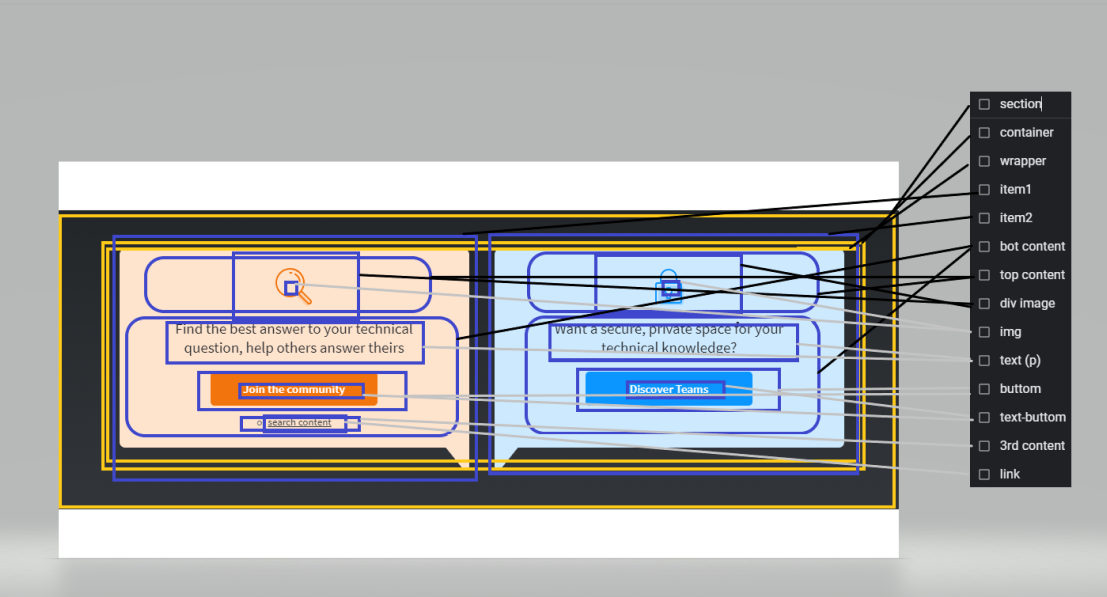 Find the best answer to your technical
question, help others answer theirs
Join the community
o
search content
Want a secure, private space for your
technical knowledge?
Discover Teams
section
container
wrapper
item1
item2
bot content
top content
div image
img
text (p)
buttom
text-buttom
3rd content
link